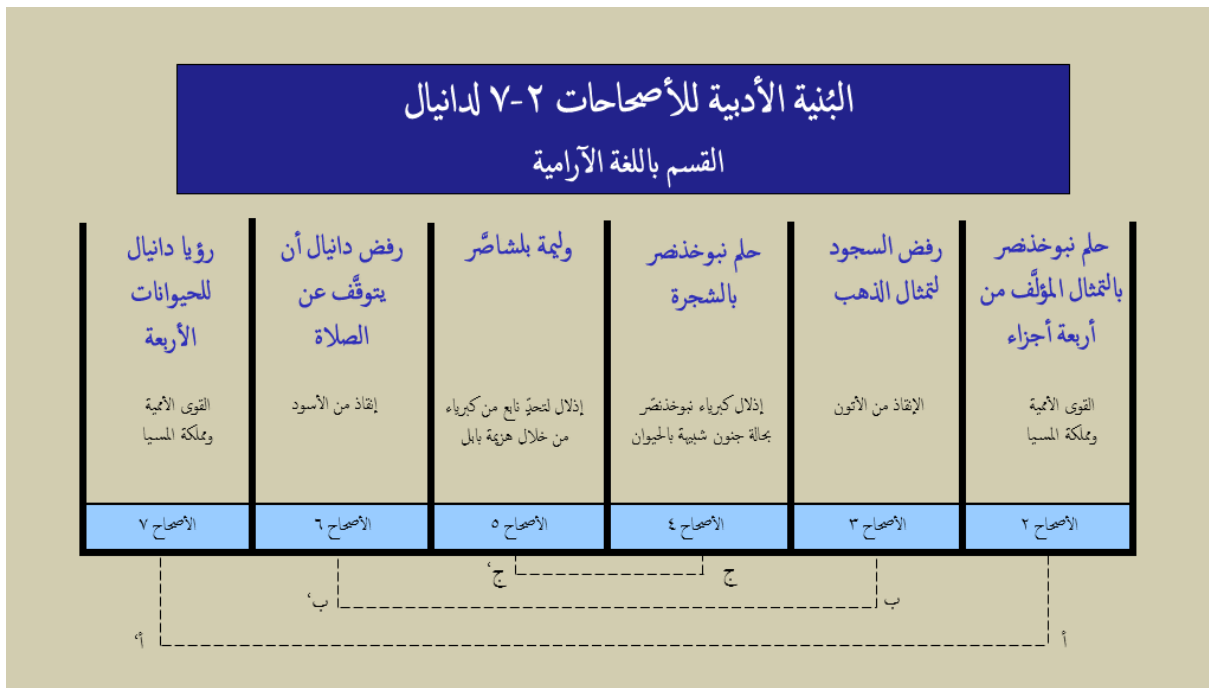 البُنية الأدبية للأصحاحات ٢-٧ لدانيال
القسم باللغة الآرامية
حلم نبوخذنصر
بالتمثال المؤلَّف من
أربعة أجزاء
القوى الأممية
ومملكة المسيا
الأصحاح ٢
رفض السجود
لتمثال الذهب
الإنقاذ من الأتون
الأصحاح ٣
حلم نبوخذنصر
بالشجرة
إذلال كبرياء نبوخذنصّر
بحالة جنون شبيهة بالحيوان
الأصحاح ٤
وليمة بلشاصَّر
إذلال لتحدٍّ نابع من كبرياء
من خلال هزيمة بابل
الأصحاح ٥
رفض دانيال أن
يتوقَّف عن
الصلاة
إنقاذ من الأسود
الأصحاح ٦
رؤيا دانيال
للحيوانات
الأربعة
القوى الأممية
ومملكة المسيا
الأصحاح ٧
ج
ج‘
ب
ب‘
أ
أ‘